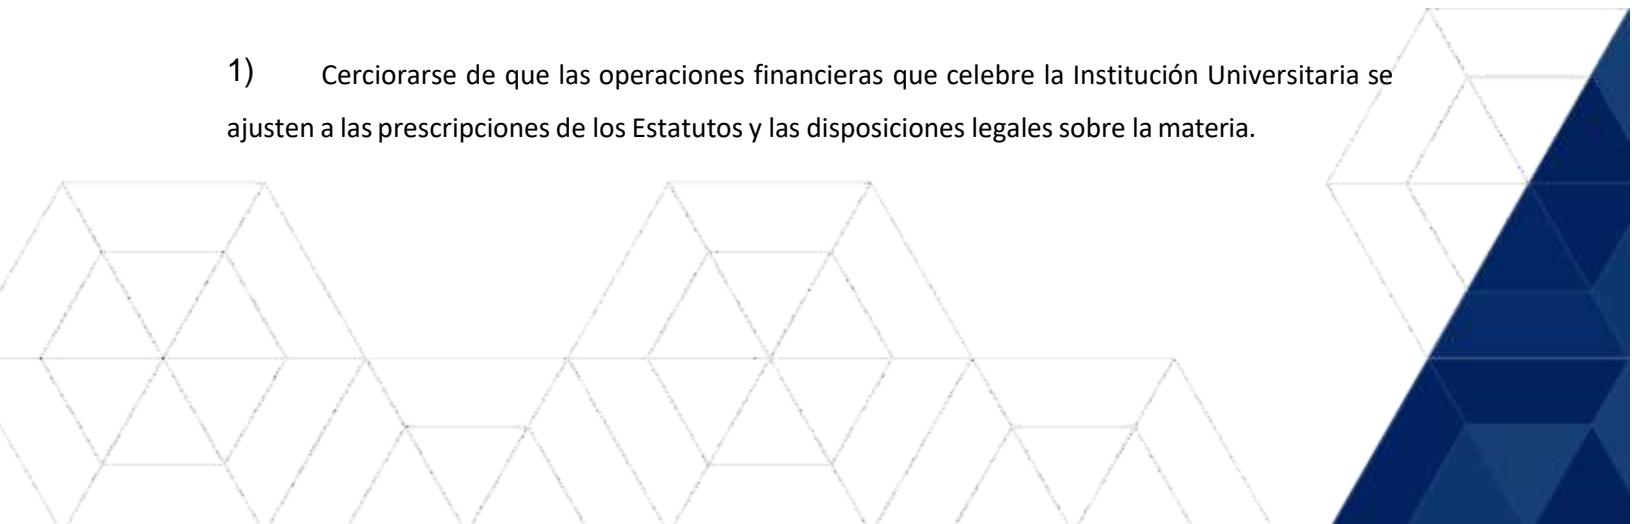 1) Cerciorarse de que las operaciones financieras que celebre la Institución Universitaria se
ajusten a las prescripciones de los Estatutos y las disposiciones legales sobre la materia.